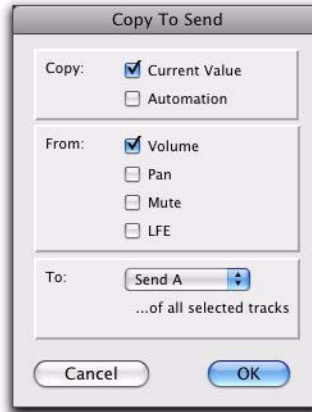 Copy To Send
Copy: Current Value
Automation
From: Volume
Pan
Mute
LFE
To: Send A
...of all selected tracks
Cancel OK